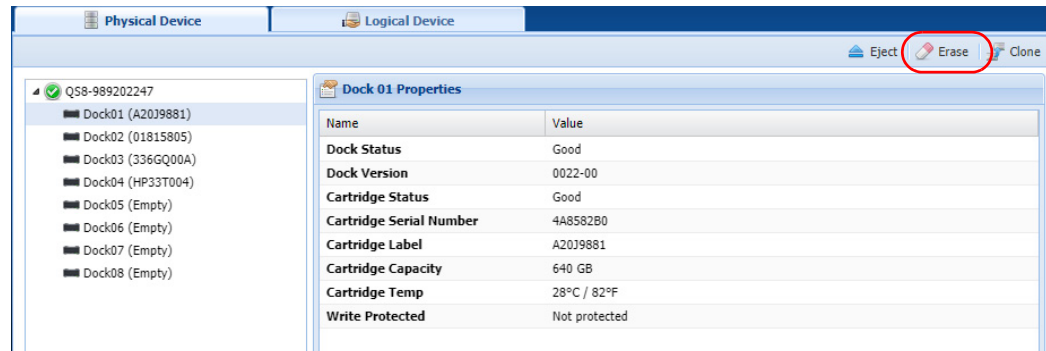 Physical Device
Logical Device
Eject
Erase
Clone
QS8-989202247
Dock01 (A20J9881)
Dock02 (01815805)
Dock03 (336GQ00A)
Dock04 (HP33T004)
Dock05 (Empty)
Dock06 (Empty)
Dock07 (Empty)
Dock08 (Empty)
Dock 01 Properties
Name Value
Dock Status Good
Dock Version 0022-00
Cartridge Status Good
Cartridge Serial Number 4A8582B0
Cartridge Label A20J9881
Cartridge Capacity 640 GB
Cartridge Temp 28°C / 82°F
Write Protected Not protected